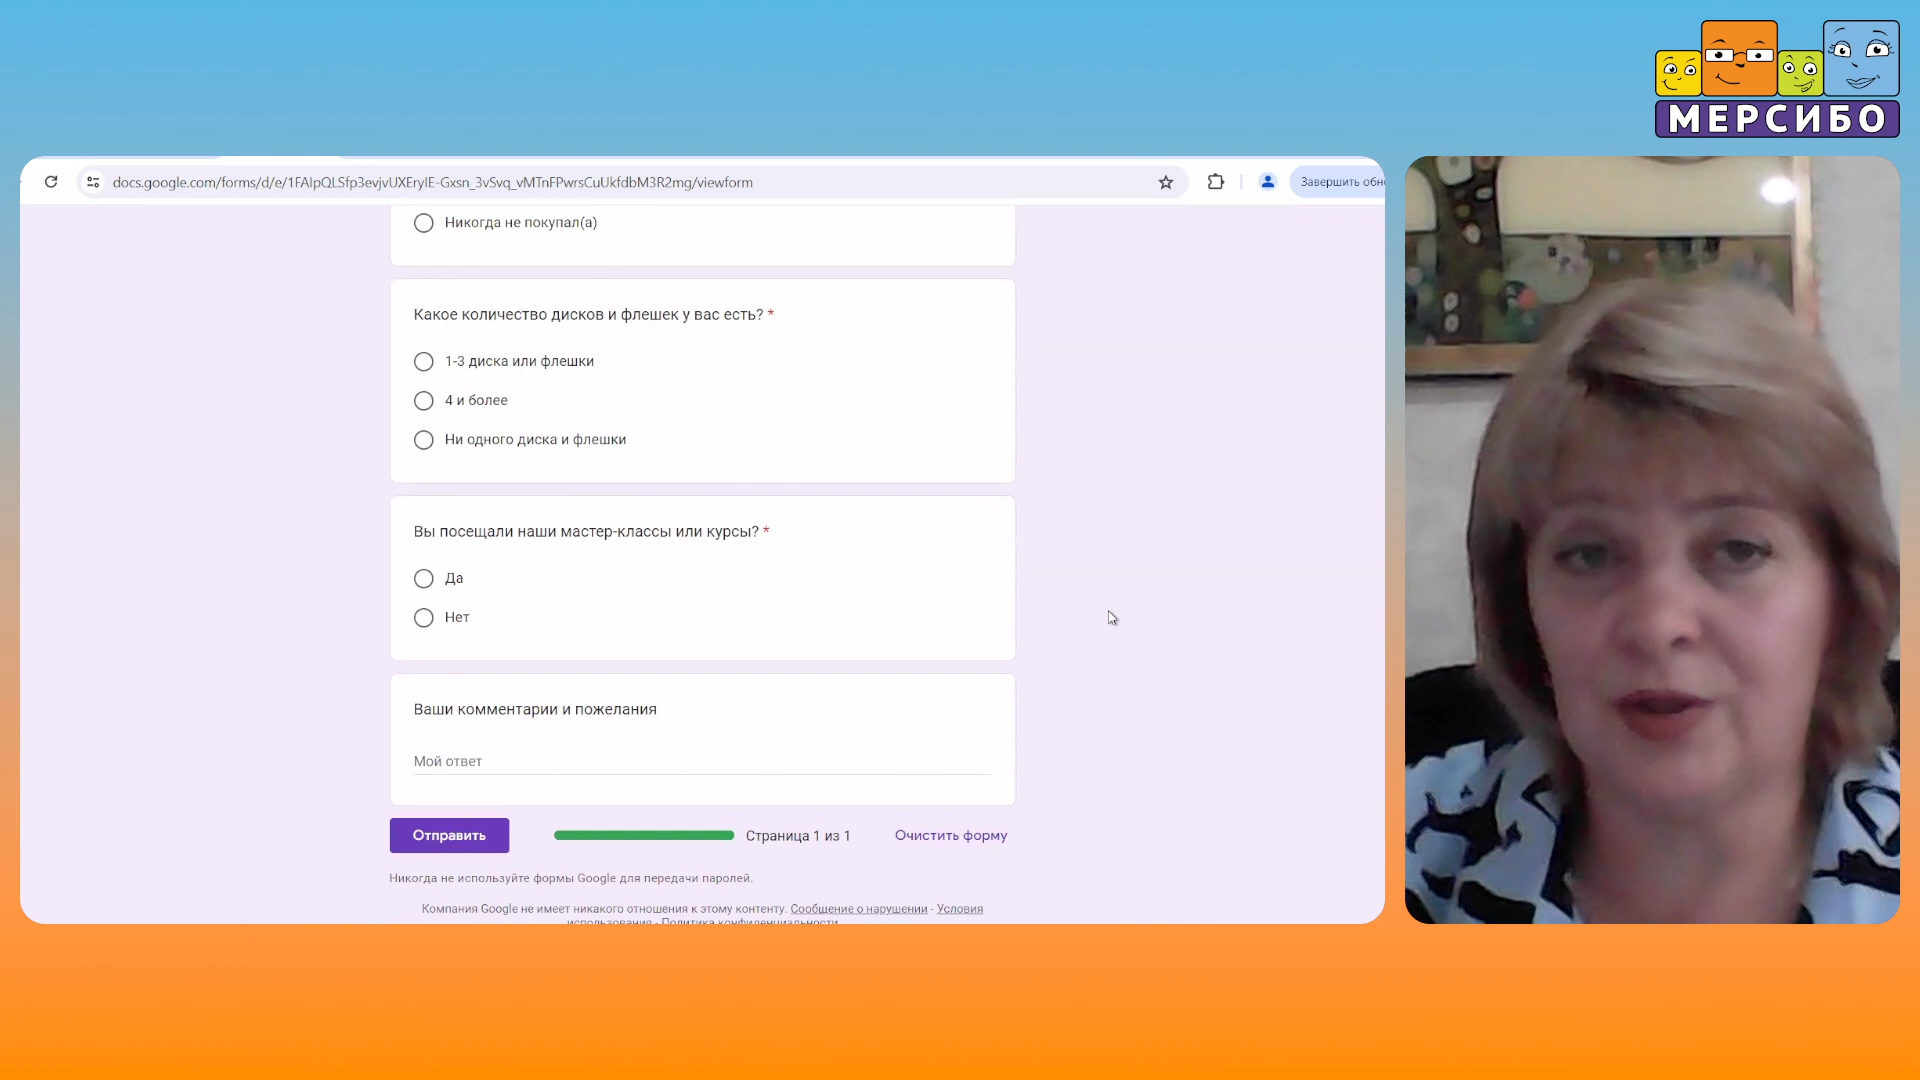 МЕРСИБО
docs.google.com/forms/d/e/1FAIpQLSfp3evjvUXErylE-Gxsn_3vSvq_vMTnFPwrsCuUkfdbM3R2mg/viewform
Завершить обн
Никогда не покупал(а)
Какое количество дисков и флешек у вас есть? *
1-3 диска или флешки
4 и более
Ни одного диска и флешки
Вы посещали наши мастер-классы или курсы? *
Да
Нет
Ваши комментарии и пожелания
Мой ответ
Отправить
Страница 1 из 1
Очистить форму
Никогда не используйте формы Google для передачи паролей.
Компания Google не имеет никакого отношения к этому контенту. Сообщение о нарушении - Условия
использования - Политика конфиденциальности